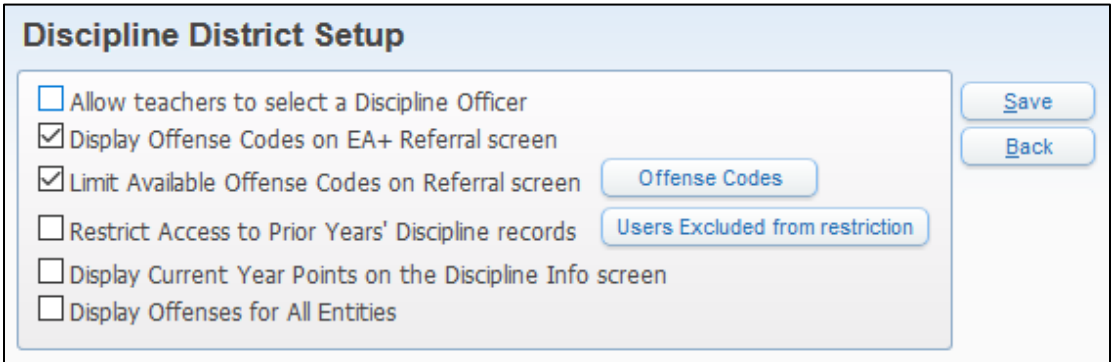 Discipline District Setup
Allow teachers to select a Discipline Officer
Save
Display Offense Codes on EA+ Referral screen
Back
Limit Available Offense Codes on Referral screen
Offense Codes
Restrict Access to Prior Years' Discipline records
Users Excluded from restriction
Display Current Year Points on the Discipline Info screen
Display Offenses for All Entities